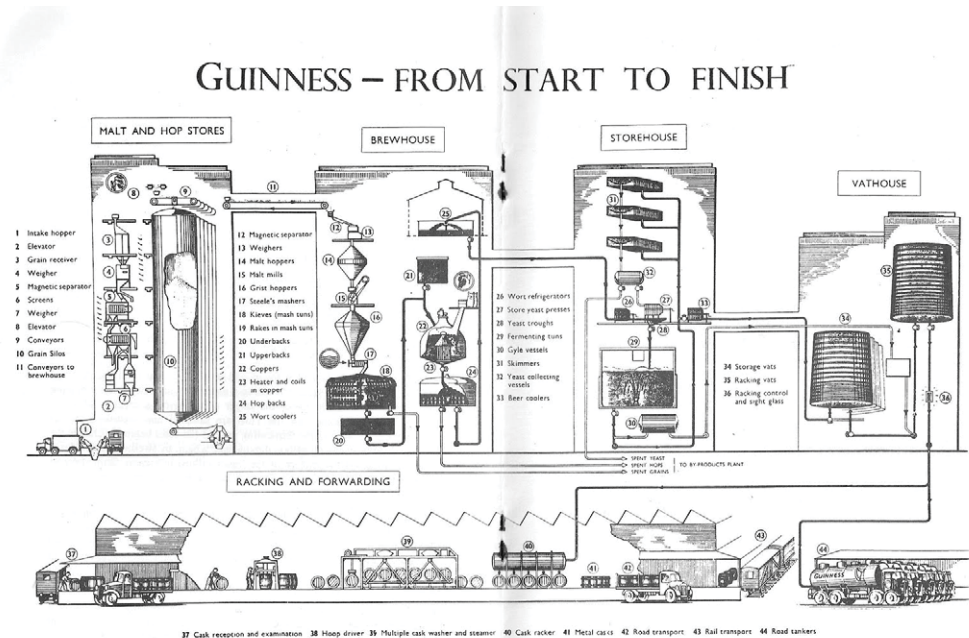 GUINNESS – FROM START TO FINISH
MALT AND HOP STORES
BREWHOUSE
STOREHOUSE
VATHOUSE
1 Intake hopper
2 Elevator
3 Grain receiver
4 Weigher
5 Magnetic separator
6 Screens
7 Weigher
8 Elevator
9 Conveyors
10 Grain Silos
11 Conveyors to
brewhouse
12 Magnetic separator
13 Weighers
14 Malt hoppers
15 Malt mills
16 Grist hoppers
17 Steele's mashers
18 Kieves (mash tuns)
19 Rakes in mash tuns
20 Underbacks
21 Upperbacks
22 Coppers
23 Heater and coils
in copper
24 Hop backs
25 Wort coolers
26 Wort refrigerators
27 Store yeast presses
28 Yeast trought
29 Fermenting tuns
30 Gyle vessels
31 Skimmers
32 Yeast collecting
vessels
33 Beer coolers
34 Storage vats
35 Racking vats
36 Racking control
and sight glass
SPENT YEAST
SPENT HOPS
SPENT GRAINS
TO BY-PRODUCTS PLANT
RACKING AND FORWARDING
GUINNESS
37 Cask reception and examination 38 Hoop driver 39 Multiple cask washer and steamer 40 Cask racker 41 Metal casks 42 Road transport 43 Rail transport 44 Road tankers